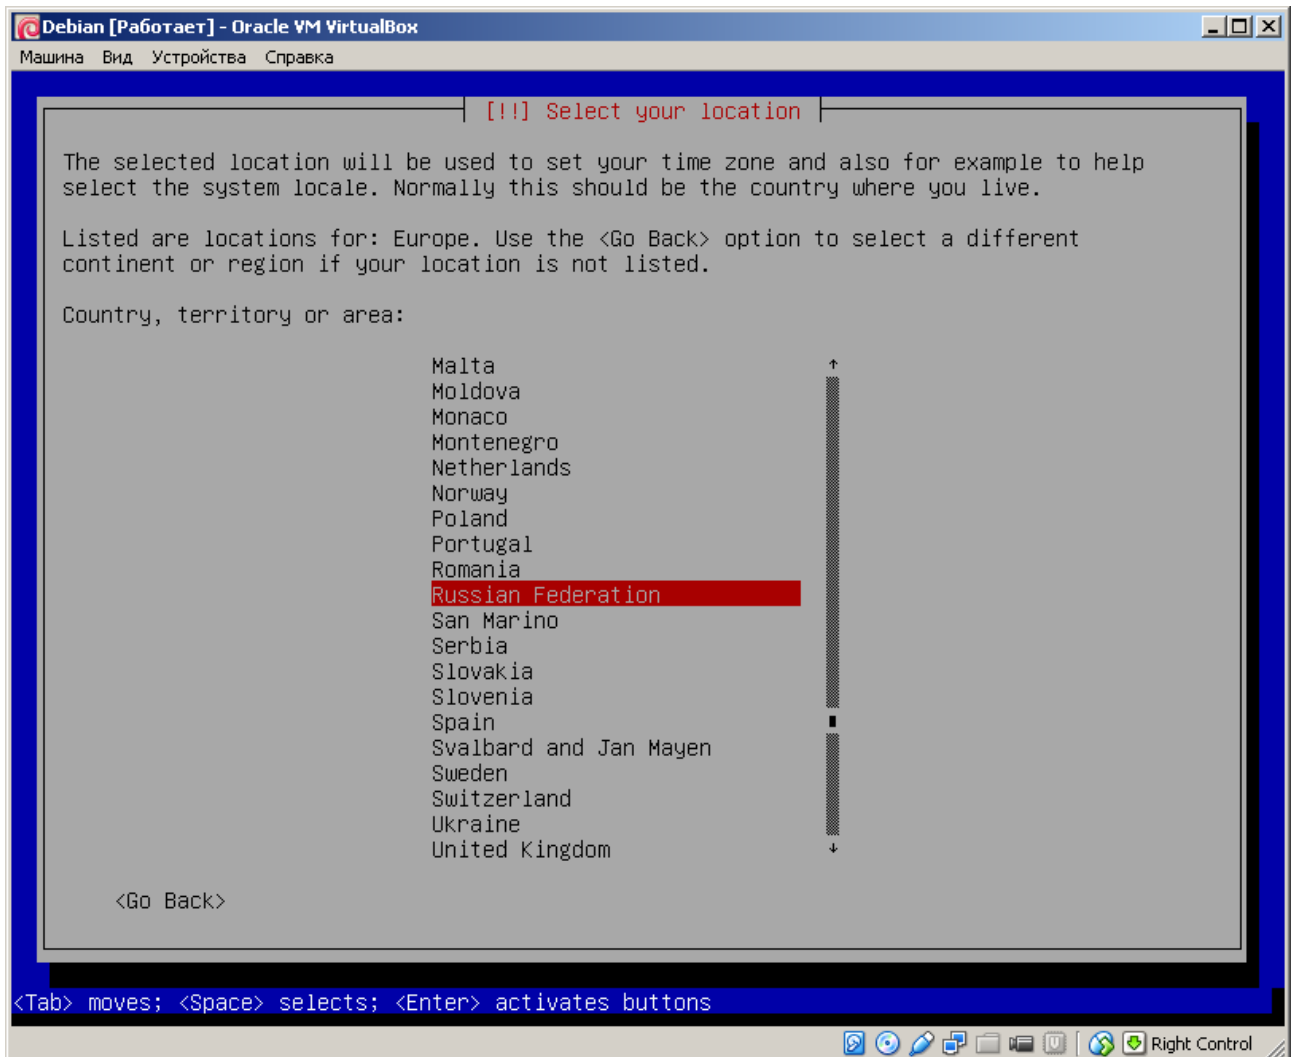 Debian [Работает] - Oracle VM VirtualBox
Машина Вид Устройства Справка
[!!] Select your location
The selected location will be used to set your time zone and also for example to help
select the system locale. Normally this should be the country where you live.
Listed are locations for: Europe. Use the <Go Back> option to select a different
continent or region if your location is not listed.
Country, territory or area:
Malta
Moldova
Monaco
Montenegro
Netherlands
Norway
Poland
Portugal
Romania
Russian Federation
San Marino
Serbia
Slovakia
Slovenia
Spain
Svalbard and Jan Mayen
Sweden
Switzerland
Ukraine
United Kingdom
<Go Back>
<Tab> moves; <Space> selects; <Enter> activates buttons
Right Control